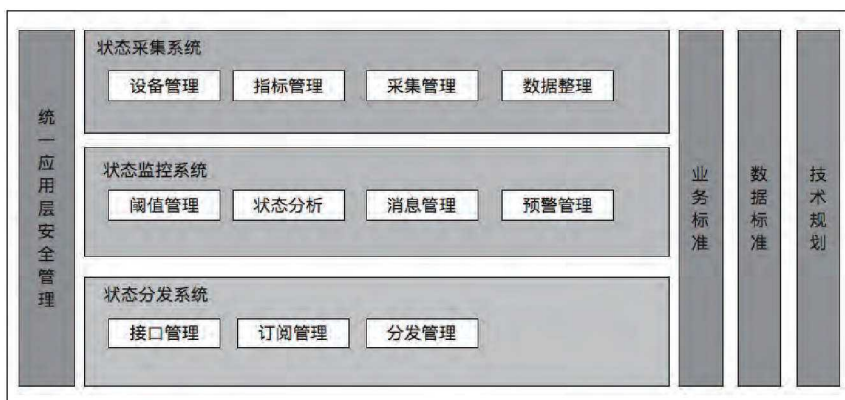 统一应用层安全管理
状态采集系统
设备管理
指标管理
采集管理
数据整理
状态监控系统
阈值管理
状态分析
消息管理
预警管理
状态分发系统
接口管理
订阅管理
分发管理
业务标准
数据标准
技术规划